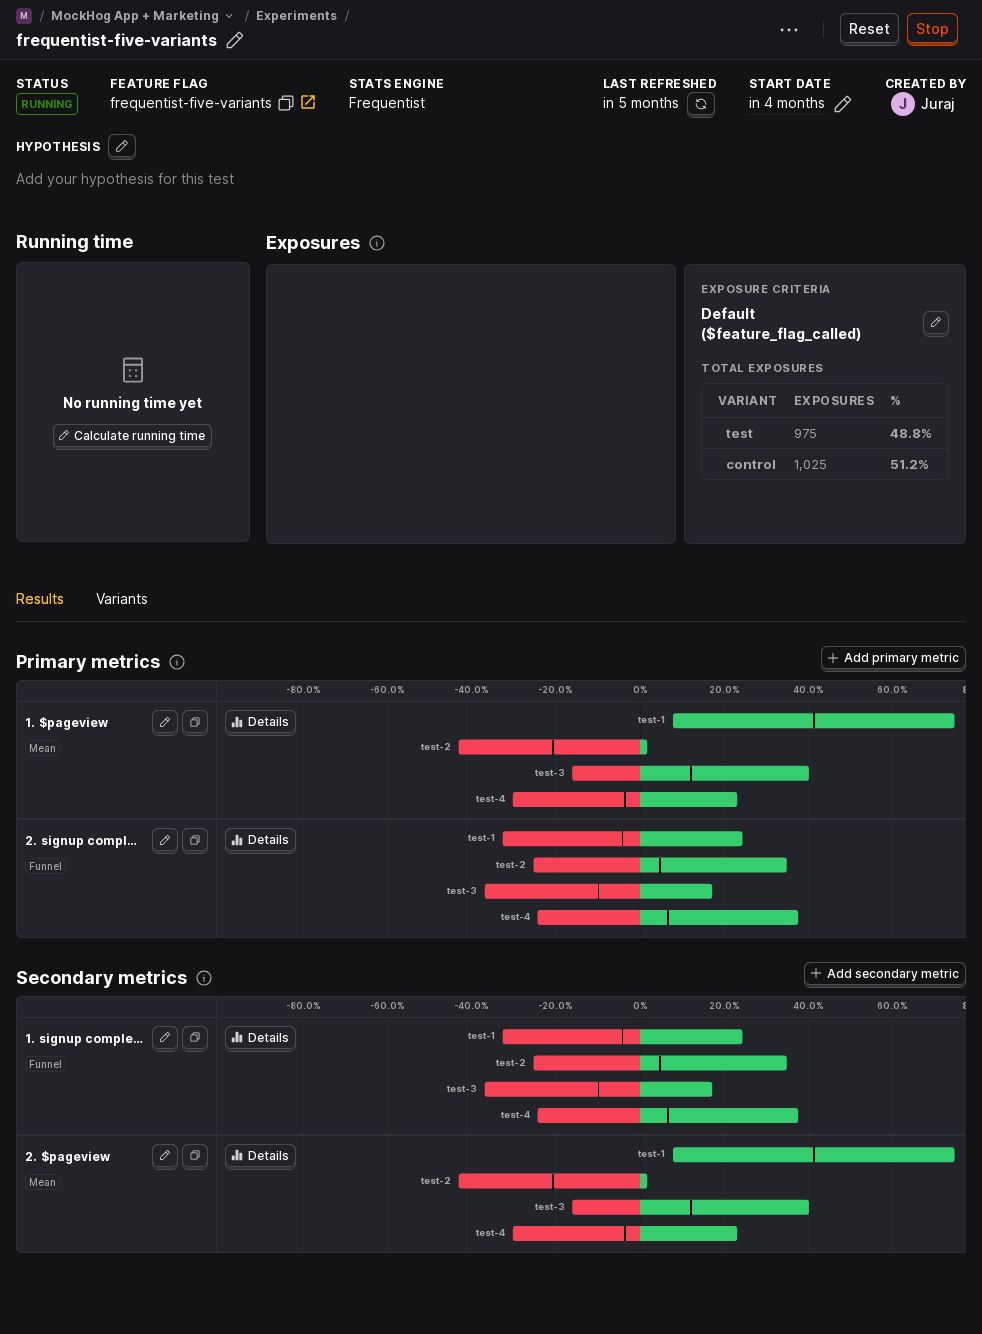 M / MockHog App + Marketing / Experiments /
frequentist-five-variants
Reset
Stop
STATUS
RUNNING
FEATURE FLAG
frequentist-five-variants
STATS ENGINE
Frequentist
LAST REFRESHED
in 5 months
START DATE
in 4 months
CREATED BY
J Juraj
HYPOTHESIS
Add your hypothesis for this test
Running time
No running time yet
Calculate running time
Exposures
EXPOSURE CRITERIA
Default
($feature_flag_called)
TOTAL EXPOSURES
VARIANT EXPOSURES %
test 975 48.8%
control 1,025 51.2%
Results Variants
Primary metrics
Add primary metric
-80.0% -60.0% -40.0% -20.0% 0% 20.0% 40.0% 60.0%
1. $pageview
Mean
Details
test-1
test-2
test-3
test-4
2. signup compl...
Funnel
Details
test-1
test-2
test-3
test-4
Secondary metrics
Add secondary metric
-80.0% -60.0% -40.0% -20.0% 0% 20.0% 40.0% 60.0%
1. signup comple...
Funnel
Details
test-1
test-2
test-3
test-4
2. $pageview
Mean
Details
test-1
test-2
test-3
test-4